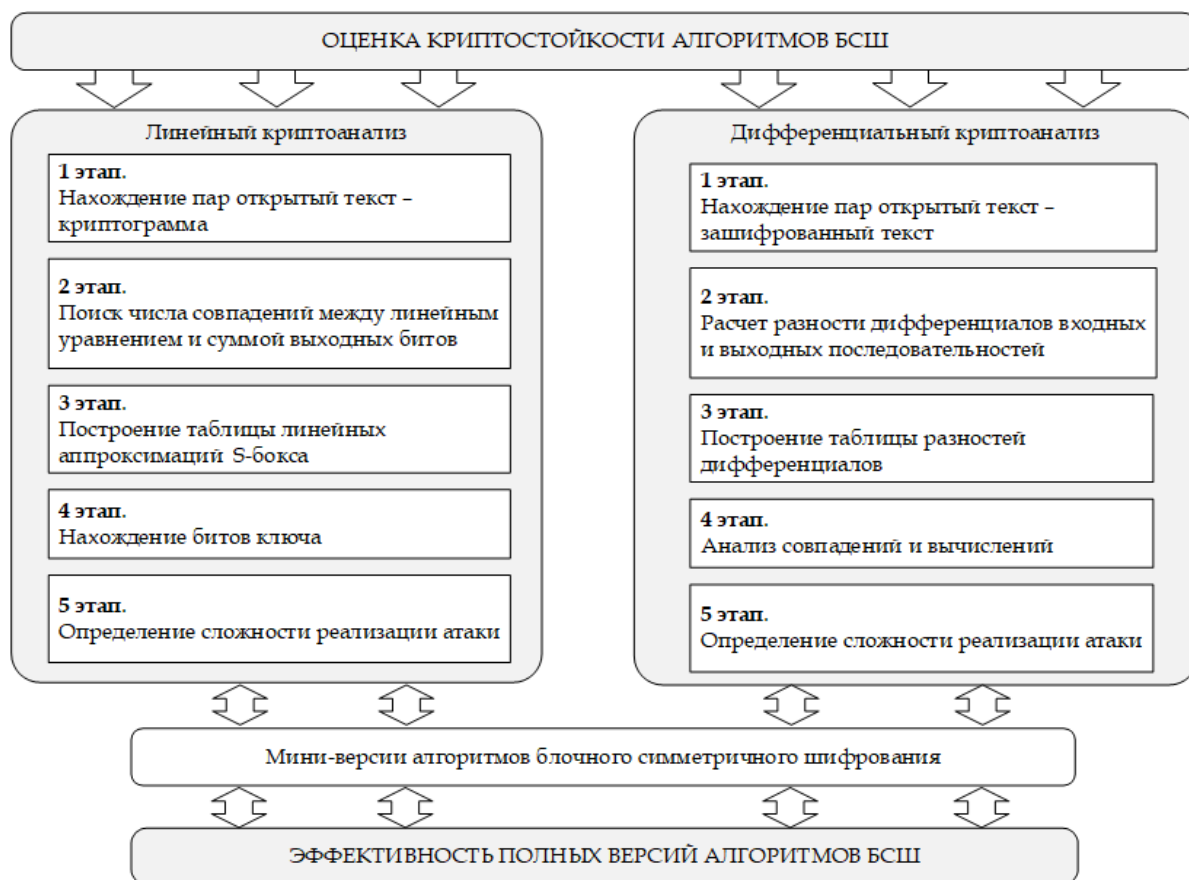 ОЦЕНКА КРИПТОСТОЙКОСТИ АЛГОРИТМОВ БСШ
Линейный криптоанализ
1 этап.
Нахождение пар открытый текст –
криптограмма
2 этап.
Поиск числа совпадений между линейным
уравнением и суммой выходных битов
3 этап.
Построение таблицы линейных
аппроксимаций S-бокса
4 этап.
Нахождение битов ключа
5 этап.
Определение сложности реализации атаки
Дифференциальный криптоанализ
1 этап.
Нахождение пар открытый текст –
зашифрованный текст
2 этап.
Расчет разности дифференциалов входных
и выходных последовательностей
3 этап.
Построение таблицы разностей
дифференциалов
4 этап.
Анализ совпадений и вычислений
5 этап.
Определение сложности реализации атаки
Мини-версии алгоритмов блочного симметричного шифрования
ЭФФЕКТИВНОСТЬ ПОЛНЫХ ВЕРСИЙ АЛГОРИТМОВ БСШ